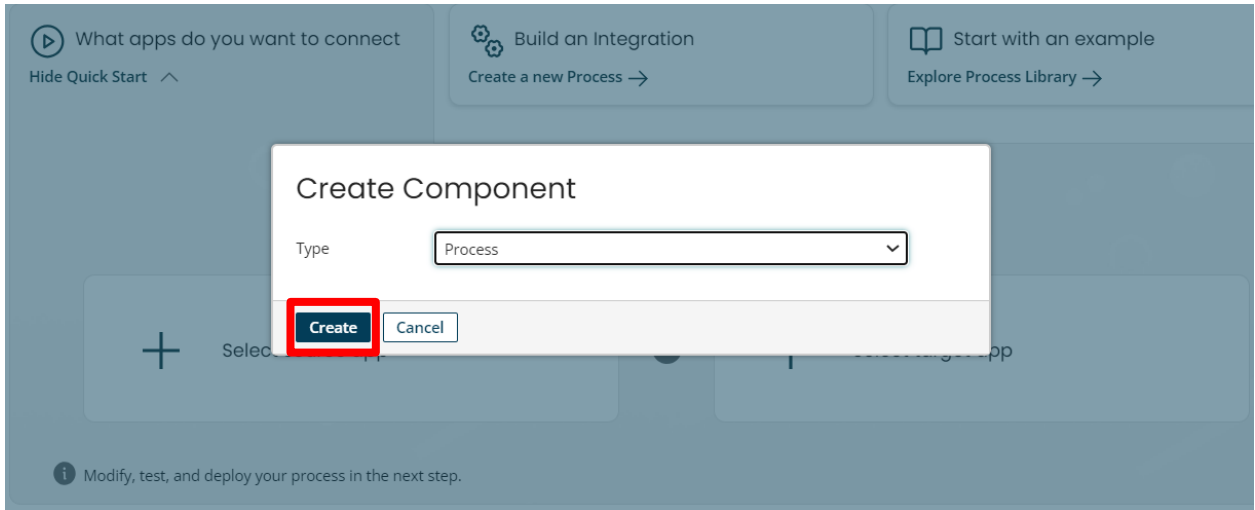 What apps do you want to connect
Hide Quick Start
Build an Integration
Create a new Process
Start with an example
Explore Process Library
Create Component
Type
Process
Create
Cancel
Modify, test, and deploy your process in the next step.